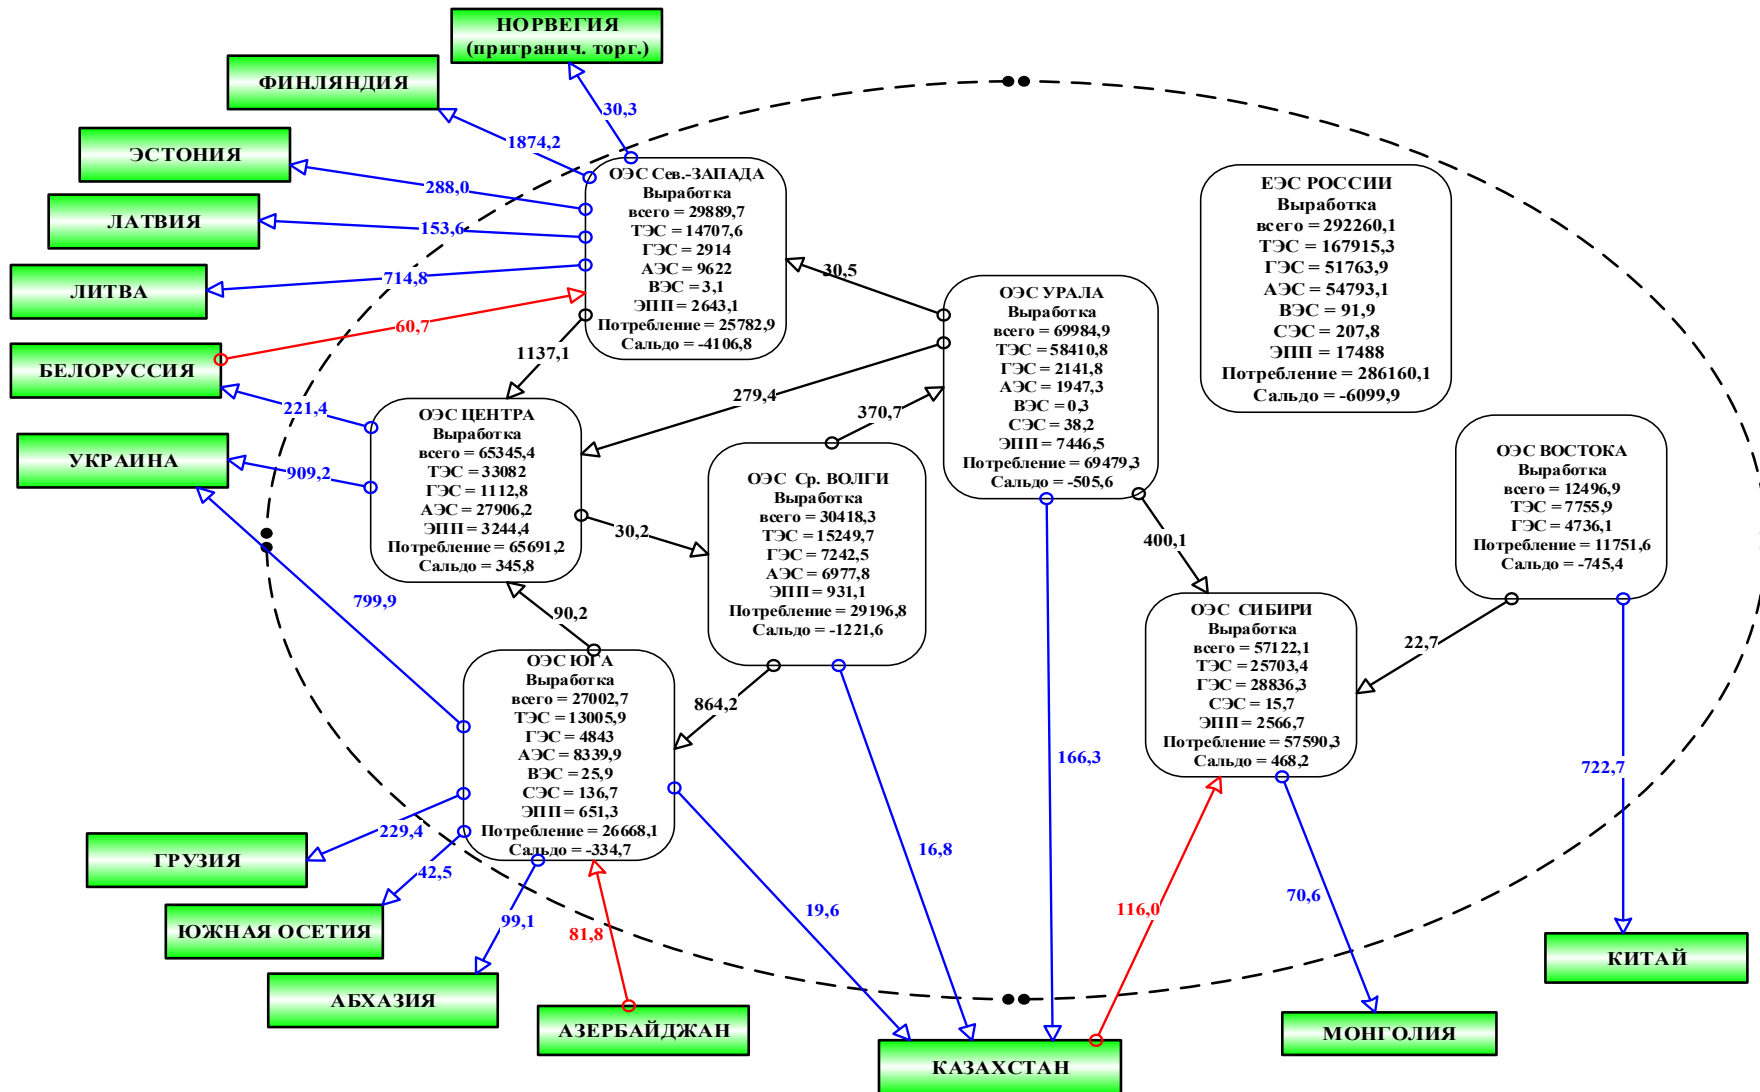 НОРВЕГИЯ
(пригранич. торг.)
ФИНЛЯНДИЯ
30,3
1874,2
ЭСТОНИЯ
288,0
ЛАТВИЯ
153,6
ЛИТВА
714,8
БЕЛОРУССИЯ
60,7
221,4
УКРАИНА
909,2
799,9
ОЭС Сев.-ЗАПАДА
Выработка
всего = 29889,7
ТЭС = 14707,6
ГЭС = 2914
АЭС = 9622
ВЭС = 3,1
ЭПП = 2643,1
Потребление = 25782,9
Сальдо = -4106,8
30,5
1137,1
279,4
370,7
ОЭС УРАЛА
Выработка
всего = 69984,9
ТЭС = 58410,8
ГЭС = 2141,8
АЭС = 1947,3
ВЭС = 0,3
СЭС = 38,2
ЭПП = 7446,5
Потребление = 69479,3
Сальдо = -505,6
ЕЭС РОССИИ
Выработка
всего = 292260,1
ТЭС = 167915,3
ГЭС = 51763,9
АЭС = 54793,1
ВЭС = 91,9
СЭС = 207,8
ЭПП = 17488
Потребление = 286160,1
Сальдо = -6099,9
ОЭС ЦЕНТРА
Выработка
всего = 65345,4
ТЭС = 33082
ГЭС = 1112,8
АЭС = 27906,2
ЭПП = 3244,4
Потребление = 65691,2
Сальдо = 345,8
30,2
90,2
ОЭС Ср. ВОЛГИ
Выработка
всего = 30418,3
ТЭС = 15249,7
ГЭС = 7242,5
АЭС = 6977,8
ЭПП = 931,1
Потребление = 29196,8
Сальдо = -1221,6
864,2
400,1
ОЭС ВОСТОКА
Выработка
всего = 12496,9
ТЭС = 7755,9
ГЭС = 4736,1
Потребление = 11751,6
Сальдо = -745,4
22,7
722,7
ОЭС СИБИРИ
Выработка
всего = 57122,1
ТЭС = 25703,4
ГЭС = 28836,3
СЭС = 15,7
ЭПП = 2566,7
Потребление = 57590,3
Сальдо = 468,2
ОЭС ЮГА
Выработка
всего = 27002,7
ТЭС = 13005,9
ГЭС = 4843
АЭС = 8339,9
ВЭС = 25,9
СЭС = 136,7
ЭПП = 651,3
Потребление = 26668,1
Сальдо = -334,7
166,3
16,8
19,6
116,0
70,6
229,4
42,5
99,1
81,8
ГРУЗИЯ
ЮЖНАЯ ОСЕТИЯ
АБХАЗИЯ
АЗЕРБАЙДЖАН
КАЗАХСТАН
МОНГОЛИЯ
КИТАЙ